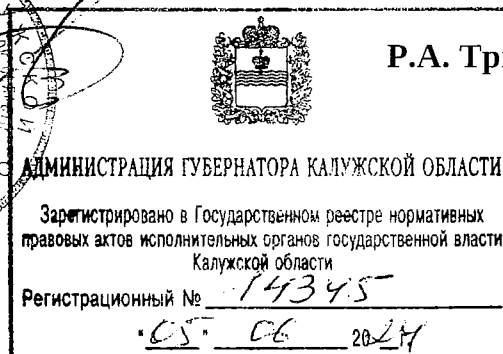 Р.А. Тр
АДМИНИСТРАЦИЯ ГУБЕРНАТОРА КАЛУЖСКОЙ ОБЛАСТИ
Зарегистрировано в Государственном реестре нормативных
правовых актов исполнительных органов государственной власти
Калужской области
Регистрационный № 14345
"05" 06 2024